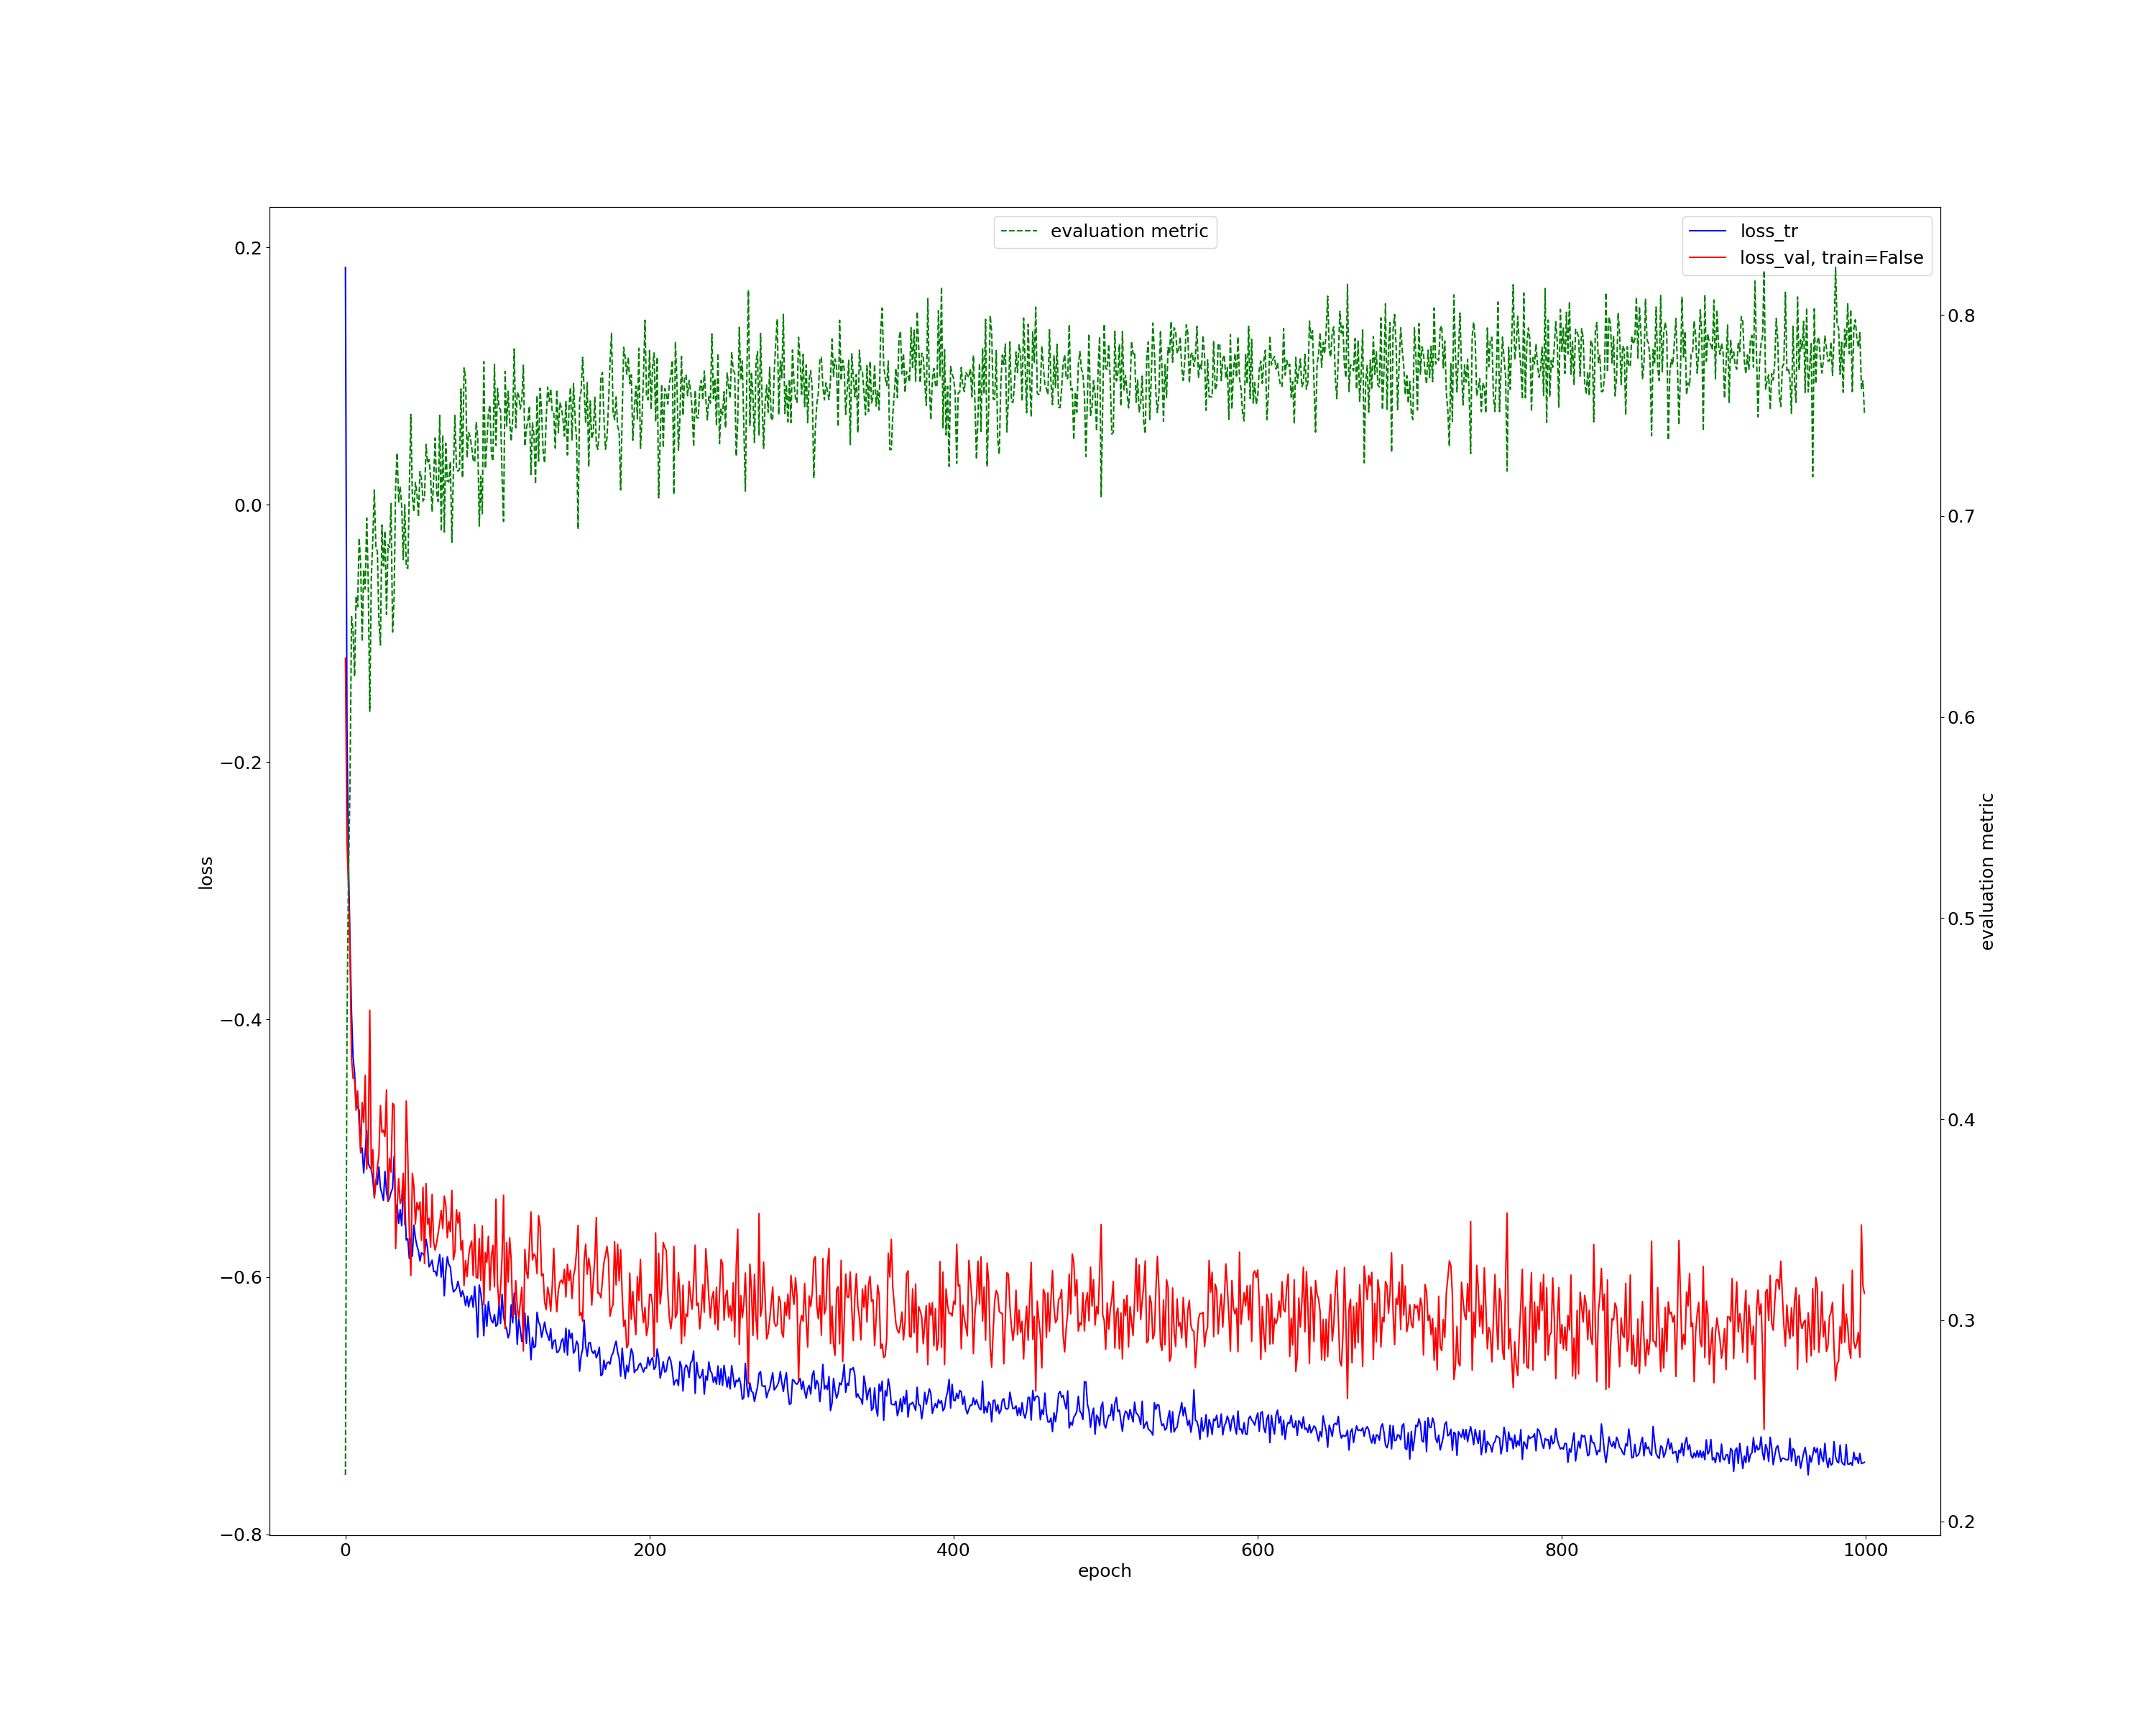 evaluation metric
loss_tr
loss_val, train=False
0.2
0.0
−0.2
−0.4
−0.6
−0.8
loss
0.8
0.7
0.6
0.5
0.4
0.3
0.2
evaluation metric
0 200 400 600 800 1000
epoch